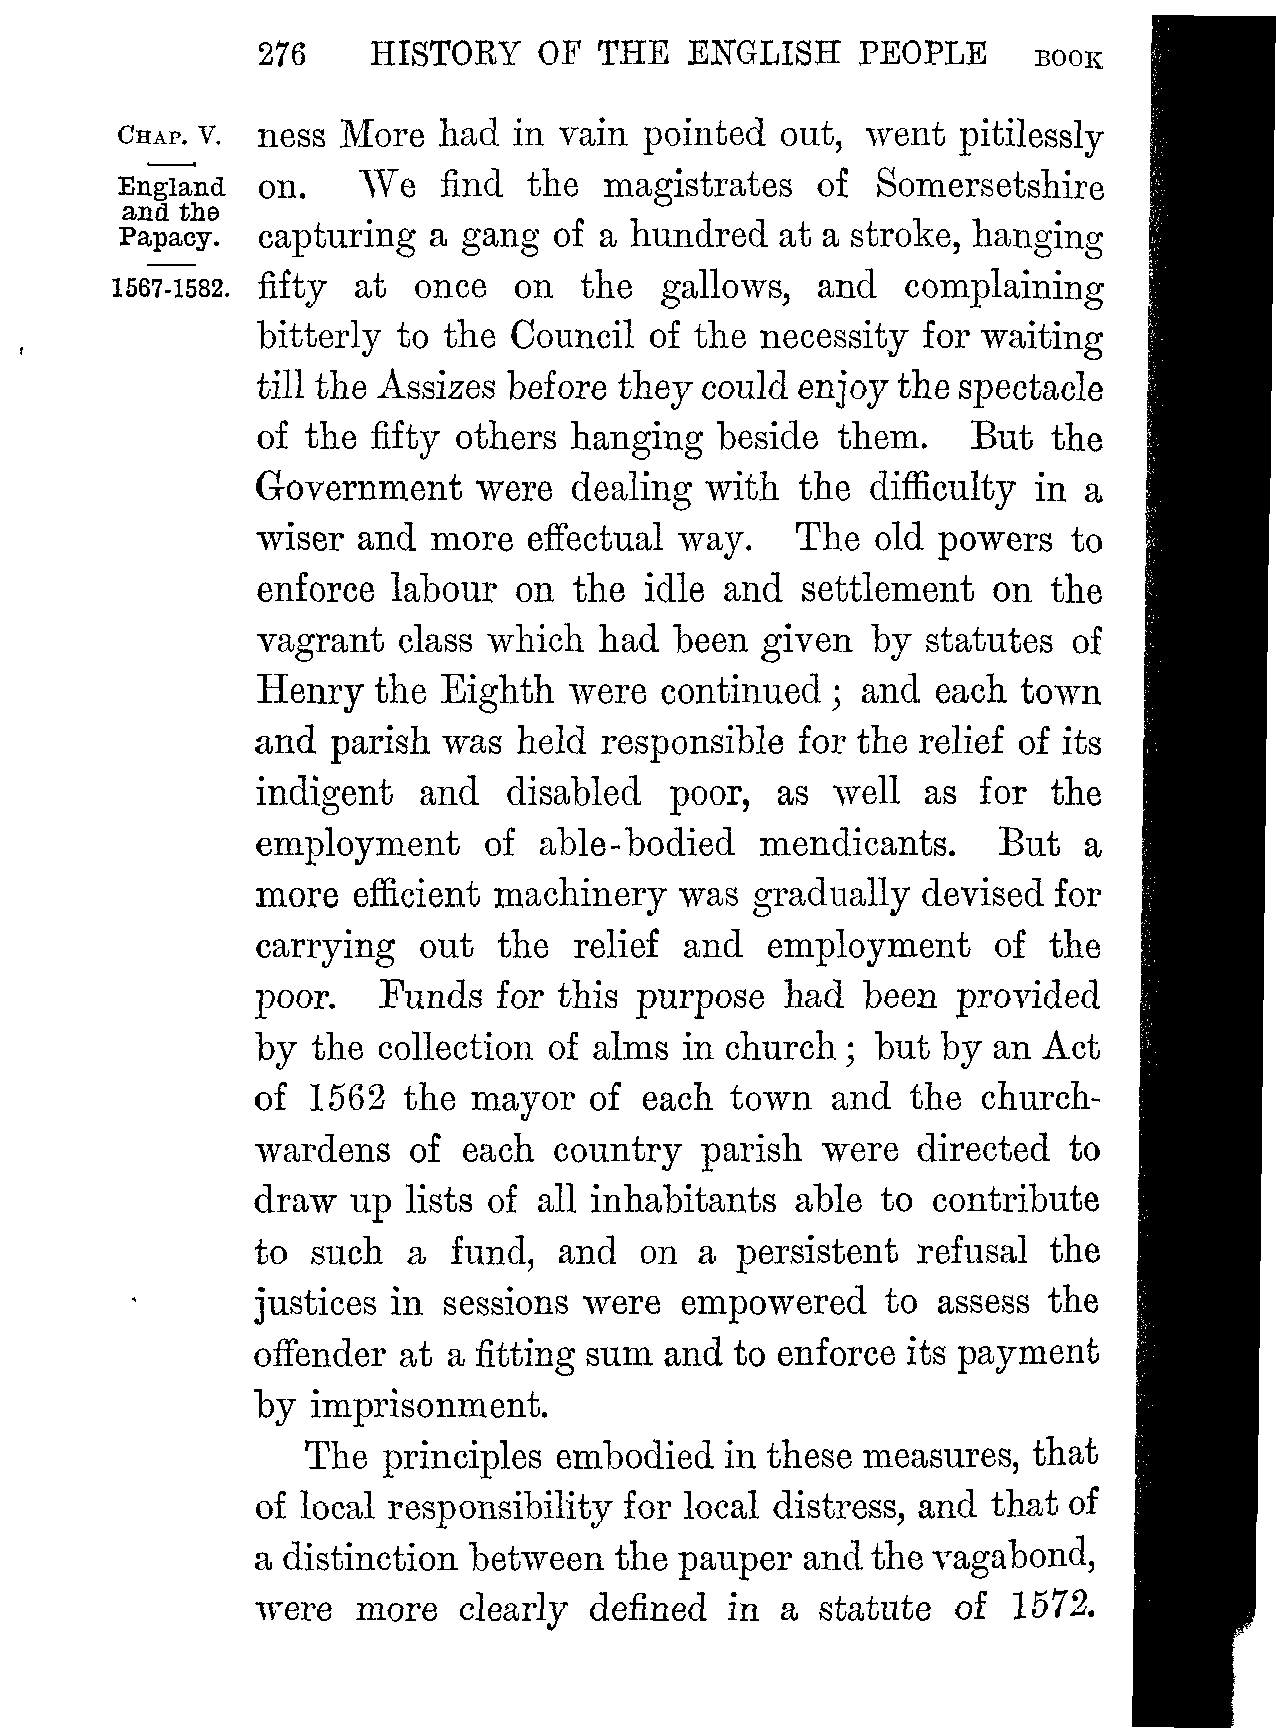 276 HISTORY OF THE ENGLISH PEOPLE BOOK
CHAP. V.
England
and the
Papacy.
1567-1582.
ness More had in vain pointed out, went pitilessly
on. We find the magistrates of Somersetshire
capturing a gang of a hundred at a stroke, hanging
fifty at once on the gallows, and complaining
bitterly to the Council of the necessity for waiting
till the Assizes before they could enjoy the spectacle
of the fifty others hanging beside them. But the
Government were dealing with the difficulty in a
wiser and more effectual way. The old powers to
enforce labour on the idle and settlement on the
vagrant class which had been given by statutes of
Henry the Eighth were continued ; and each town
and parish was held responsible for the relief of its
indigent and disabled poor, as well as for the
employment of able-bodied mendicants. But a
more efficient machinery was gradually devised for
carrying out the relief and employment of the
poor. Funds for this purpose had been provided
by the collection of alms in church ; but by an Act
of 1562 the mayor of each town and the church-
wardens of each country parish were directed to
draw up lists of all inhabitants able to contribute
to such a fund, and on a persistent refusal the
justices in sessions were empowered to assess the
offender at a fitting sum and to enforce its payment
by imprisonment.
The principles embodied in these measures, that
of local responsibility for local distress, and that of
a distinction between the pauper and the vagabond,
were more clearly defined in a statute of 1572.